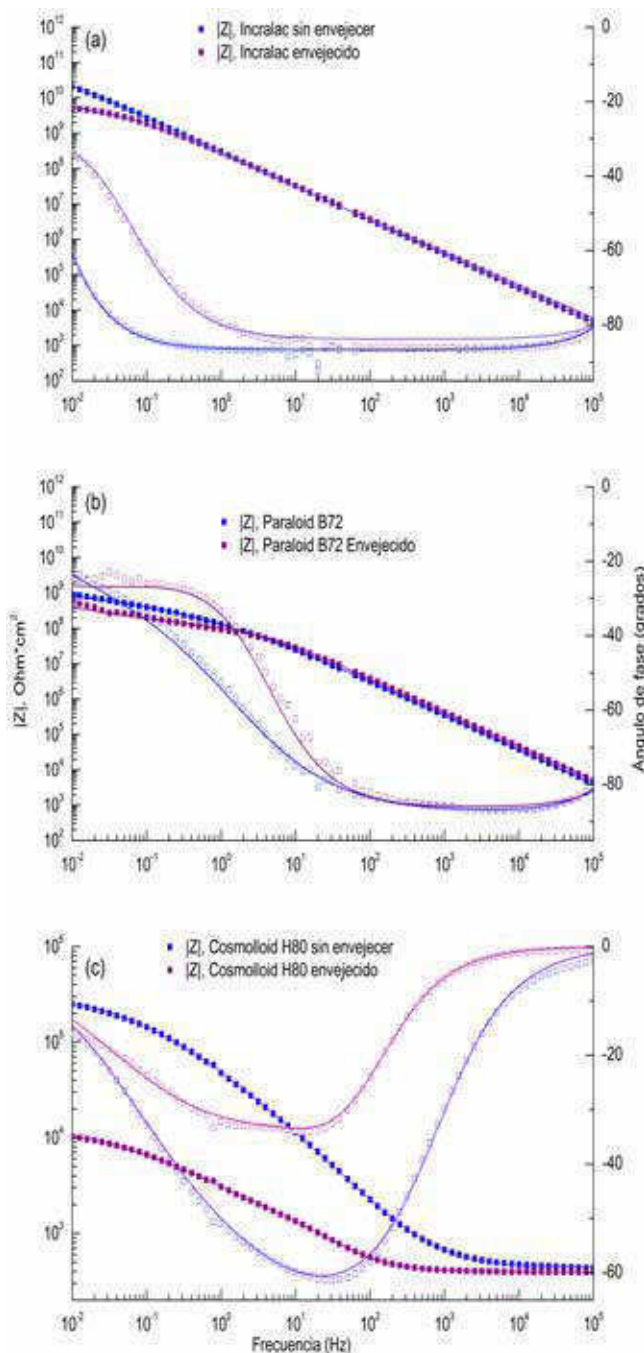 (a)
|Z|, Incralac sin envejecer
|Z|, Incralac envejecido
10¹² 10¹¹ 10¹⁰ 10⁹ 10⁸ 10⁷ 10⁶ 10⁵ 10⁴ 10³ 10²
0 -20 -40 -60 -80
10⁻² 10⁻¹ 10⁰ 10¹ 10² 10³ 10⁴ 10⁵
(b)
|Z|, Paraloid B72
|Z|, Paraloid B72 Envejecido
10¹² 10¹¹ 10¹⁰ 10⁹ 10⁸ 10⁷ 10⁶ 10⁵ 10⁴ 10³ 10²
|Z|, Ohm*cm²
0 -20 -40 -60 -80
Ángulo de fase (grados)
10⁻² 10⁻¹ 10⁰ 10¹ 10² 10³ 10⁴ 10⁵
(c)
|Z|, Cosmolloid H80 sin envejecer
|Z|, Cosmolloid H80 envejecido
10⁴ 10³
0 -20 -40 -60
10⁻² 10⁻¹ 10⁰ 10¹ 10² 10³ 10⁴ 10⁵
Frecuencia (Hz)